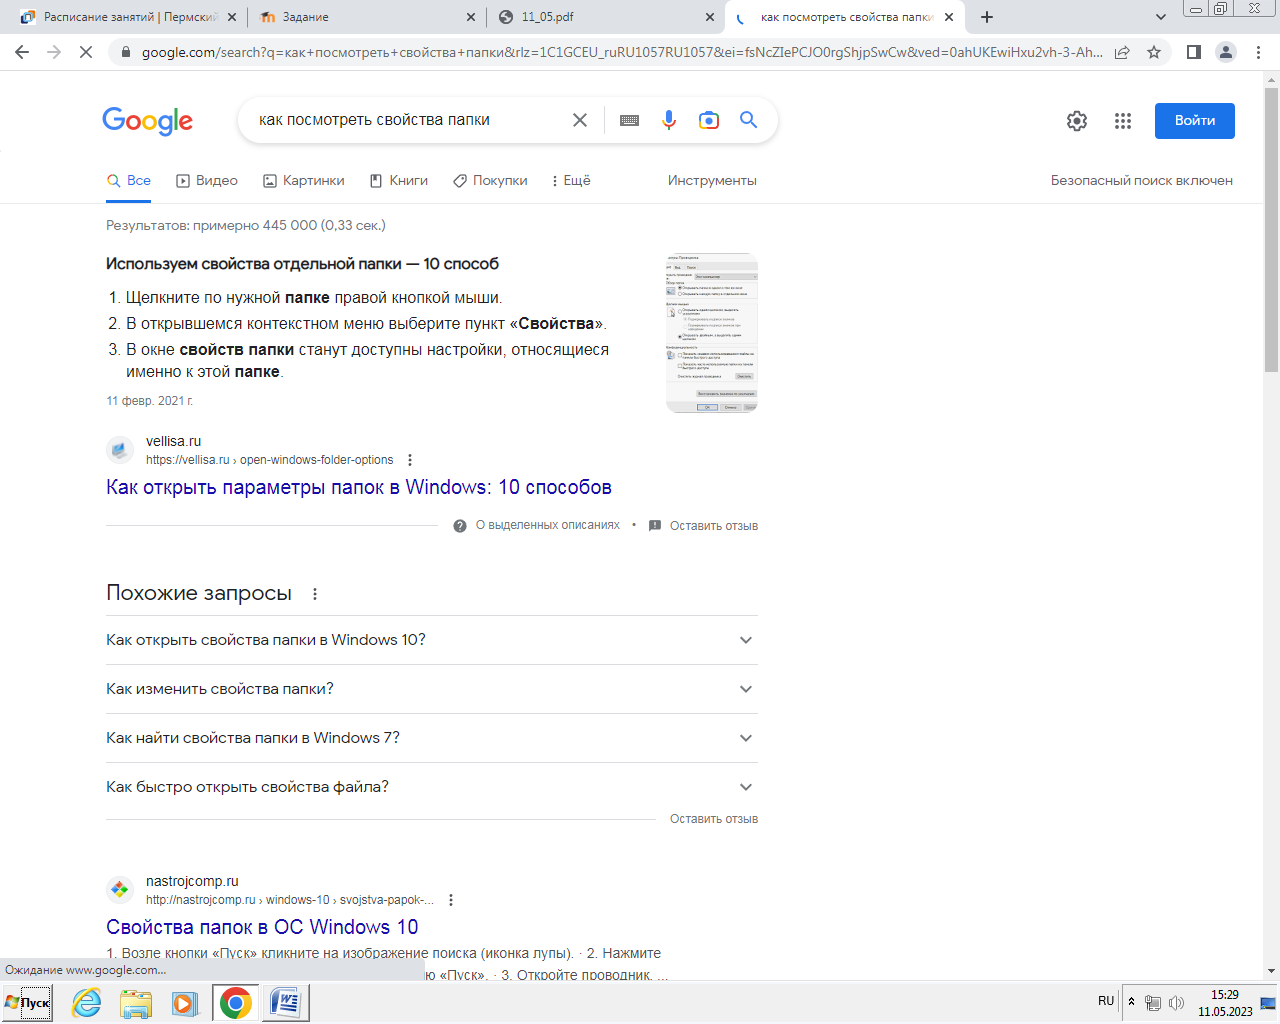 Расписание занятий | Пермски
Задание
11_05.pdf
как посмотреть свойства папки
google.com/search?q=как+посмотреть+свойства+папки&rlz=1C1GCEU_ruRU1057RU1057&ei=fsNcZIePCJO0rgShjpSwCw&ved=0ahUKEwiHxu2vh-3-Ah...
Google
как посмотреть свойства папки
Войти
Все
Видео
Картинки
Книги
Покупки
Ещё
Инструменты
Безопасный поиск включен
Результатов: примерно 445 000 (0,33 сек.)
Используем свойства отдельной папки — 10 способ
1. Щелкните по нужной папке правой кнопкой мыши.
2. В открывшемся контекстном меню выберите пункт «Свойства».
3. В окне свойств папки станут доступны настройки, относящиеся
именно к этой папке.
11 февр. 2021 г.
vellisa.ru
https://vellisa.ru › open-windows-folder-options
Как открыть параметры папок в Windows: 10 способов
О выделенных описаниях • Оставить отзыв
Похожие запросы
Как открыть свойства папки в Windows 10?
Как изменить свойства папки?
Как найти свойства папки в Windows 7?
Как быстро открыть свойства файла?
Оставить отзыв
nastrojcomp.ru
http://nastrojcomp.ru › windows-10 › svojstva-papok-...
Свойства папок в ОС Windows 10
1. Возле кнопки «Пуск» кликните на изображение поиска (иконка лупы). · 2. Нажмите
ю «Пуск». · 3. Откройте проводник. ...
Ожидание www.google.com...
Пуск
RU
15:29
11.05.2023